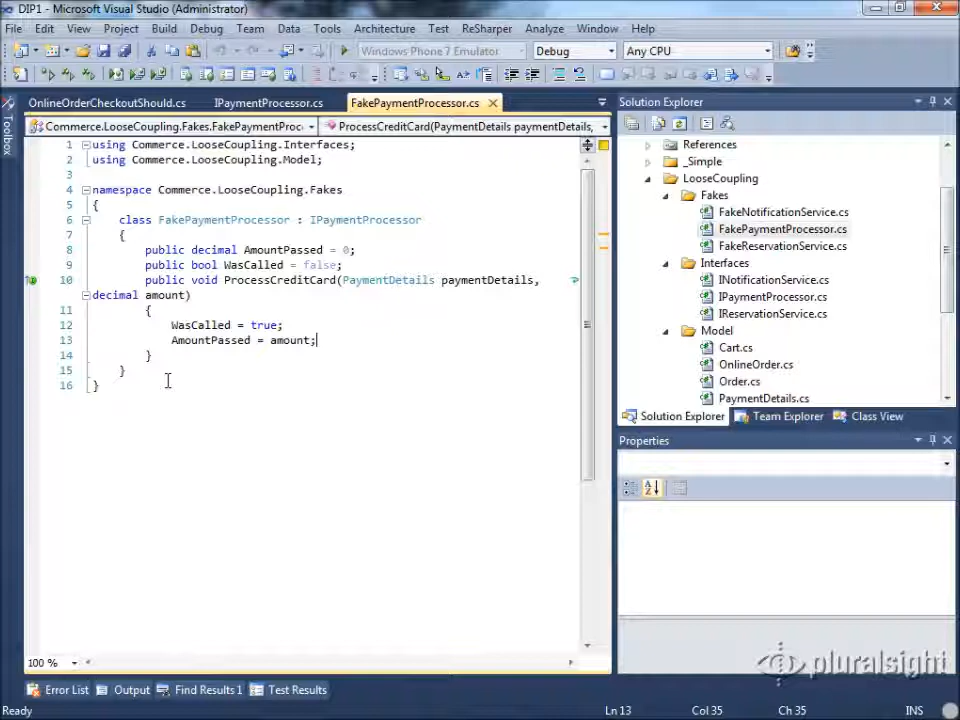 DIP1 - Microsoft Visual Studio (Administrator)
File Edit View Project Build Debug Team Data Tools Architecture Test ReSharper Analyze Window Help
Windows Phone 7 Emulator Debug Any CPU
OnlineOrderCheckoutShould.cs IPaymentProcessor.cs FakePaymentProcessor.cs
Commerce.LooseCoupling.Fakes.FakePaymentProc ProcessCreditCard(PaymentDetails paymentDetails,
Toolbox
1 using Commerce.LooseCoupling.Interfaces;
2 using Commerce.LooseCoupling.Model;
3
4 namespace Commerce.LooseCoupling.Fakes
5 {
6 class FakePaymentProcessor : IPaymentProcessor
7 {
8 public decimal AmountPassed = 0;
9 public bool WasCalled = false;
10 public void ProcessCreditCard(PaymentDetails paymentDetails,
decimal amount)
11 {
12 WasCalled = true;
13 AmountPassed = amount;
14 }
15 }
16 }
100 %
Solution Explorer
References
_Simple
LooseCoupling
Fakes
FakeNotificationService.cs
FakePaymentProcessor.cs
FakeReservationService.cs
Interfaces
INotificationService.cs
IPaymentProcessor.cs
IReservationService.cs
Model
Cart.cs
OnlineOrder.cs
Order.cs
PaymentDetails.cs
Solution Explorer Team Explorer Class View
Properties
pluralsight
Error List Output Find Results 1 Test Results
Ready Ln 13 Col 35 Ch 35 INS